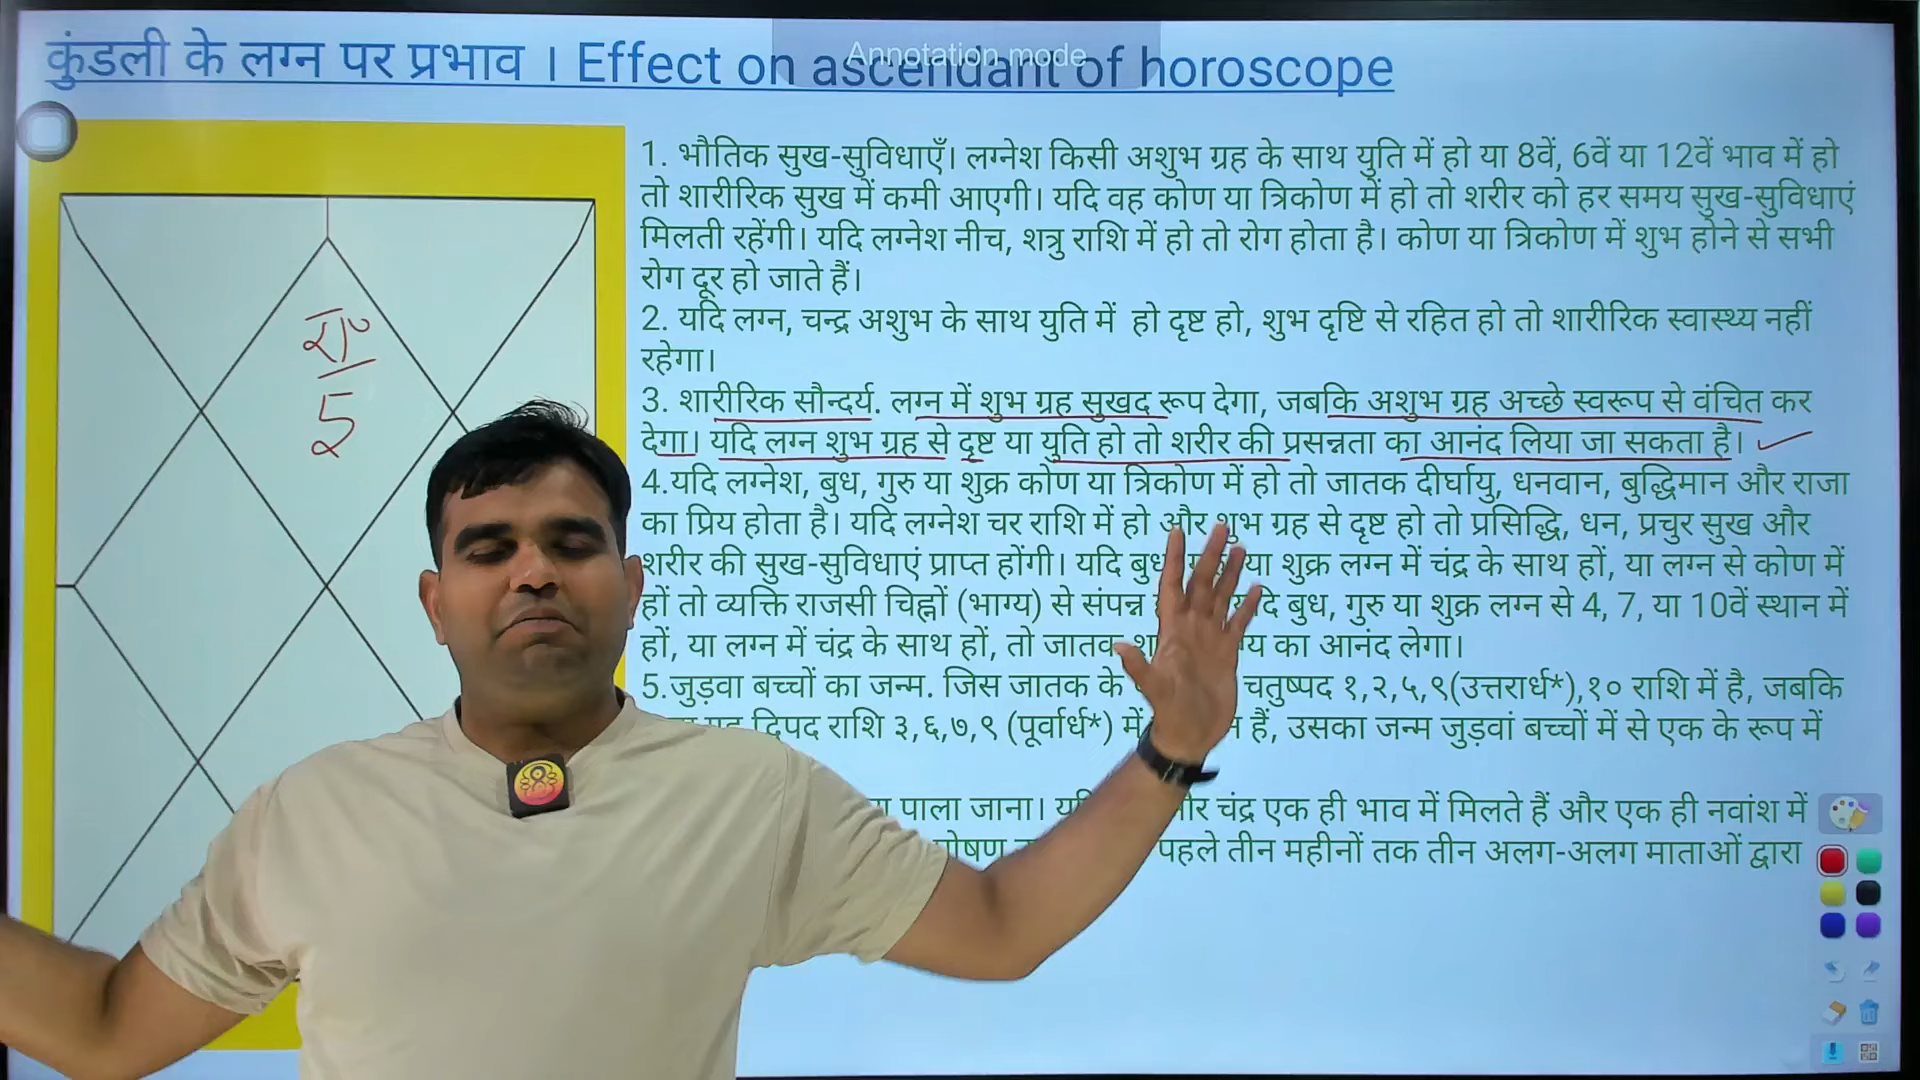 कुंडली के लग्न पर प्रभाव । Effect on ascendant of horoscope
Annotation mode
रा०
5
1. भौतिक सुख-सुविधाएँ। लग्नेश किसी अशुभ ग्रह के साथ युति में हो या 8वें, 6वें या 12वें भाव में हो
तो शारीरिक सुख में कमी आएगी। यदि वह कोण या त्रिकोण में हो तो शरीर को हर समय सुख-सुविधाएं
मिलती रहेंगी। यदि लग्नेश नीच, शत्रु राशि में हो तो रोग होता है। कोण या त्रिकोण में शुभ होने से सभी
रोग दूर हो जाते हैं।
2. यदि लग्न, चन्द्र अशुभ के साथ युति में हो दृष्ट हो, शुभ दृष्टि से रहित हो तो शारीरिक स्वास्थ्य नहीं
रहेगा।
3. शारीरिक सौन्दर्य. लग्न में शुभ ग्रह सुखद रूप देगा, जबकि अशुभ ग्रह अच्छे स्वरूप से वंचित कर
देगा। यदि लग्न शुभ ग्रह से दृष्ट या युति हो तो शरीर की प्रसन्नता का आनंद लिया जा सकता है।
4.यदि लग्नेश, बुध, गुरु या शुक्र कोण या त्रिकोण में हो तो जातक दीर्घायु, धनवान, बुद्धिमान और राजा
का प्रिय होता है। यदि लग्नेश चर राशि में हो और शुभ ग्रह से दृष्ट हो तो प्रसिद्धि, धन, प्रचुर सुख और
शरीर की सुख-सुविधाएं प्राप्त होंगी। यदि या शुक्र लग्न में चंद्र के साथ हों, या लग्न से कोण में
हों तो व्यक्ति राजसी चिह्नों (भाग्य) से संपन्न बुध, गुरु या शुक्र लग्न से 4, 7, या 10वें स्थान में
हों, या लग्न में चंद्र के साथ हों, तो का आनंद लेगा।
5.जुड़वा बच्चों का जन्म. जिस जातक के चतुष्पद १,२,५,९(उत्तरार्ध*),१० राशि में है, जबकि
द्विपद राशि ३,६,७,९ (पूर्वार्ध*) में हैं, उसका जन्म जुड़वां बच्चों में से एक के रूप में
पाला जाना। चंद्र एक ही भाव में मिलते हैं और एक ही नवांश में
पहले तीन महीनों तक तीन अलग-अलग माताओं द्वारा